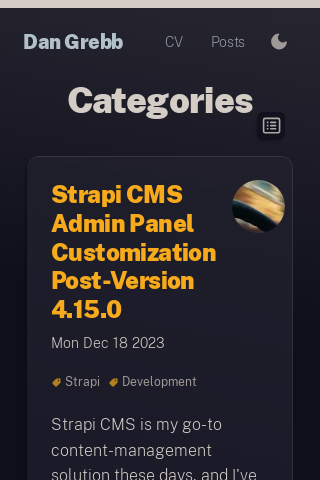 Dan Grebb
CV
Posts
Categories
Strapi CMS
Admin Panel
Customization
Post-Version
4.15.0
Mon Dec 18 2023
Strapi
Development
Strapi CMS is my go-to
content-management
solution these days, and I've